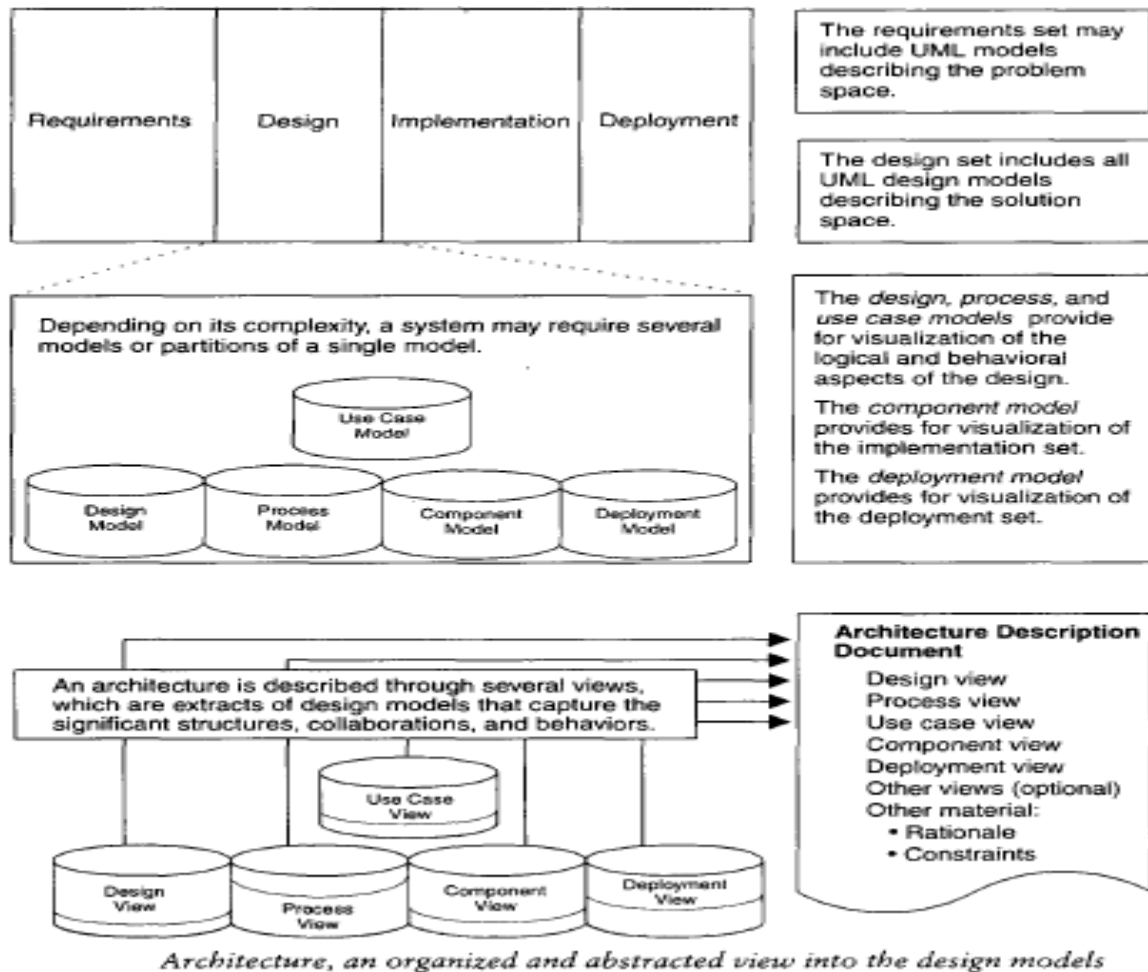 Requirements
Design
Implementation
Deployment
The requirements set may
include UML models
describing the problem
space.
The design set includes all
UML design models
describing the solution
space.
Depending on its complexity, a system may require several
models or partitions of a single model.
Use Case
Model
Design
Model
Process
Model
Component
Model
Deployment
Model
The design, process, and
use case models provide
for visualization of the
logical and behavioral
aspects of the design.
The component model
provides for visualization of
the implementation set.
The deployment model
provides for visualization of
the deployment set.
An architecture is described through several views,
which are extracts of design models that capture the
significant structures, collaborations, and behaviors.
Use Case
View
Design
View
Process
View
Component
View
Deployment
View
Architecture Description
Document
Design view
Process view
Use case view
Component view
Deployment view
Other views (optional)
Other material:
• Rationale
• Constraints
Architecture, an organized and abstracted view into the design models